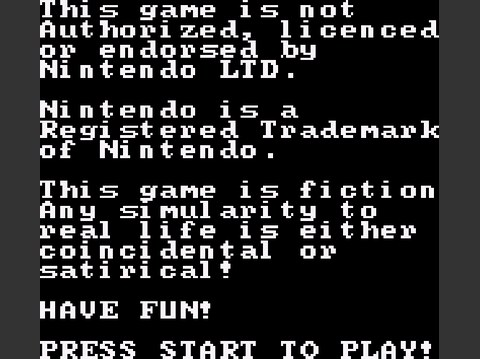 This game is not
Authorized, licenced
or endorsed by
Nintendo LTD.
Nintendo is a
Registered Trademark
of Nintendo.
This game is fiction
Any simularity to
real life is either
coincidental or
satirical!
HAVE FUN!
PRESS START TO PLAY!